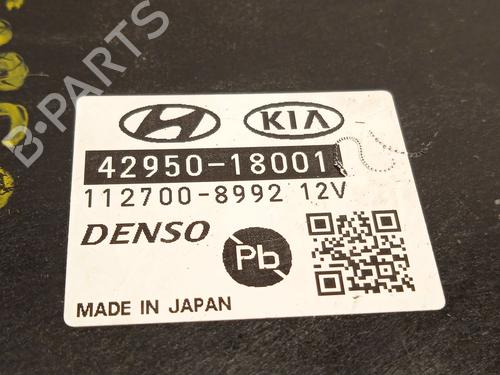 B-PARTS
KIA
42950-18001
112700-8992 12V
DENSO
Pb
MADE IN JAPAN